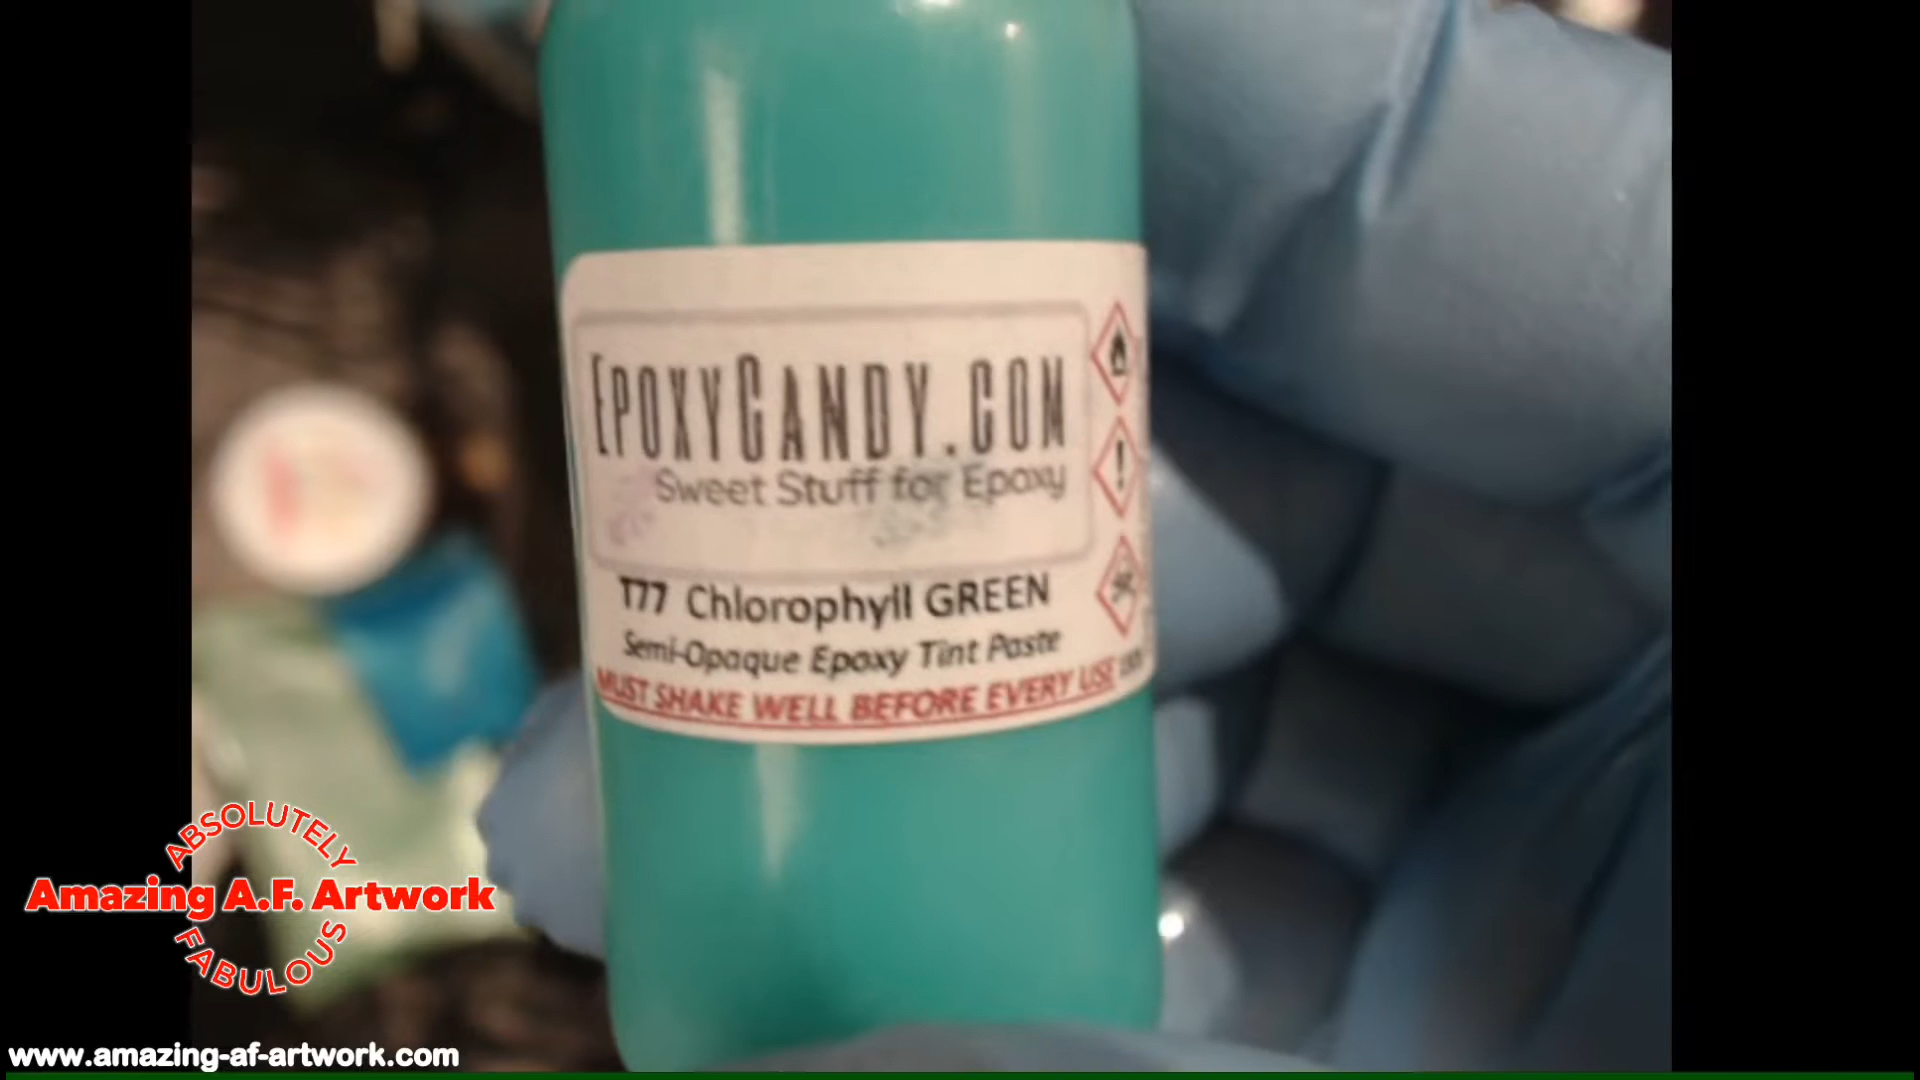 EPOXYCANDY.COM
Sweet Stuff for Epoxy
T77 Chlorophyll GREEN
Semi-Opaque Epoxy Tint Paste
MUST SHAKE WELL BEFORE EVERY USE
ABSOLUTELY
Amazing A.F. Artwork
FABULOUS
www.amazing-af-artwork.com